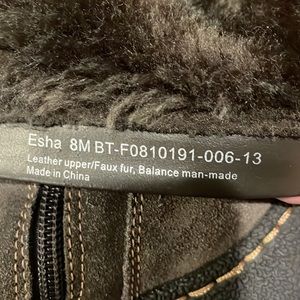 Esha 8M BT-F0810191-006-13
Leather upper/Faux fur, Balance man-made
Made in China